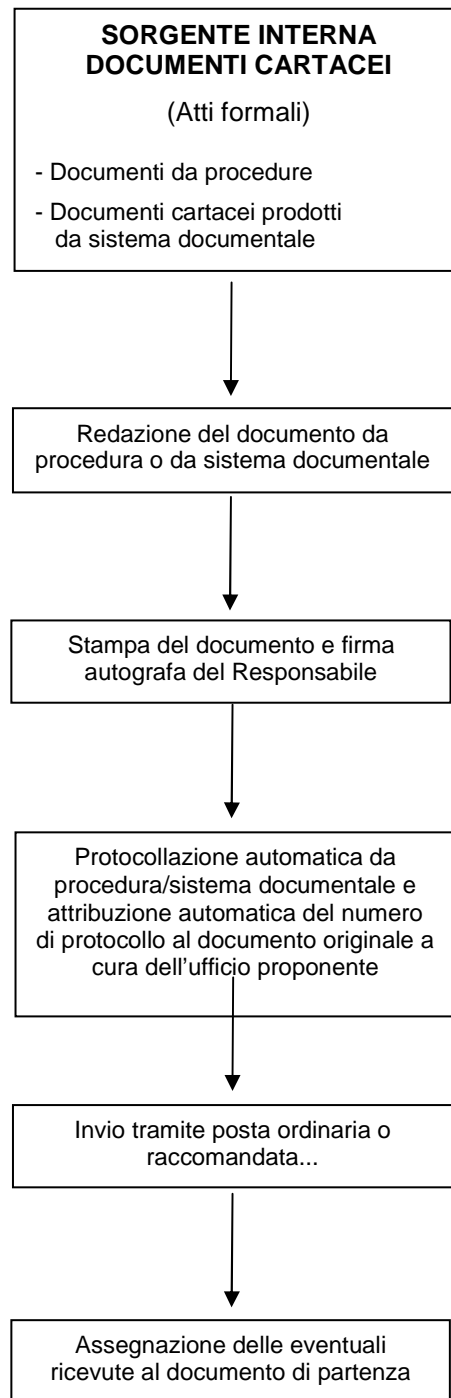 SORGENTE INTERNA
DOCUMENTI CARTACEI
(Atti formali)
- Documenti da procedure
- Documenti cartacei prodotti
da sistema documentale
Redazione del documento da
procedura o da sistema documentale
Stampa del documento e firma
autografa del Responsabile
Protocollazione automatica da
procedura/sistema documentale e
attribuzione automatica del numero
di protocollo al documento originale a
cura dell’ufficio proponente
Invio tramite posta ordinaria o
raccomandata...
Assegnazione delle eventuali
ricevute al documento di partenza